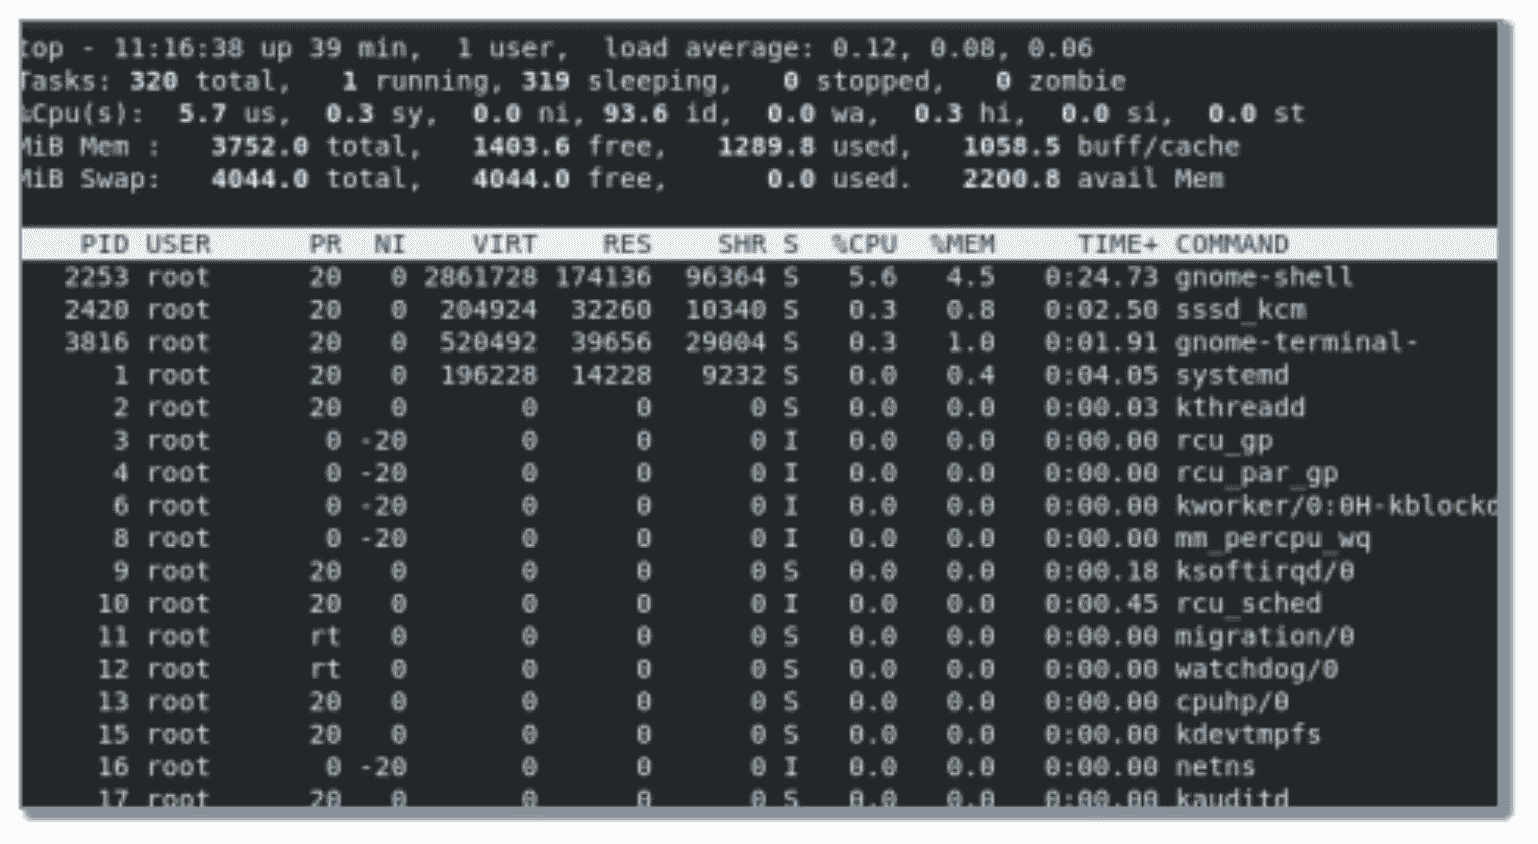 top - 11:16:38 up 39 min,  1 user,  load average: 0.12, 0.08, 0.06
Tasks: 320 total,   1 running, 319 sleeping,   0 stopped,   0 zombie
%Cpu(s):  5.7 us,  0.3 sy,  0.0 ni, 93.6 id,  0.0 wa,  0.3 hi,  0.0 si,  0.0 st
MiB Mem :   3752.0 total,   1403.6 free,   1289.8 used,   1058.5 buff/cache
MiB Swap:   4044.0 total,   4044.0 free,      0.0 used.   2200.8 avail Mem
PID USER      PR  NI    VIRT    RES    SHR S  %CPU  %MEM     TIME+ COMMAND
2253 root      20   0 2861728 174136  96364 S   5.6   4.5   0:24.73 gnome-shell
2420 root      20   0  204924  32260  10340 S   0.3   0.8   0:02.50 sssd_kcm
3816 root      20   0  520492  39656  29004 S   0.3   1.0   0:01.91 gnome-terminal-
1 root      20   0  196228  14228   9232 S   0.0   0.4   0:04.05 systemd
2 root      20   0       0      0      0 S   0.0   0.0   0:00.03 kthreadd
3 root       0 -20       0      0      0 I   0.0   0.0   0:00.00 rcu_gp
4 root       0 -20       0      0      0 I   0.0   0.0   0:00.00 rcu_par_gp
6 root       0 -20       0      0      0 I   0.0   0.0   0:00.00 kworker/0:0H-kblockd
8 root       0 -20       0      0      0 I   0.0   0.0   0:00.00 mm_percpu_wq
9 root      20   0       0      0      0 S   0.0   0.0   0:00.18 ksoftirqd/0
10 root      20   0       0      0      0 I   0.0   0.0   0:00.45 rcu_sched
11 root      rt   0       0      0      0 S   0.0   0.0   0:00.00 migration/0
12 root      rt   0       0      0      0 S   0.0   0.0   0:00.00 watchdog/0
13 root      20   0       0      0      0 S   0.0   0.0   0:00.00 cpuhp/0
15 root      20   0       0      0      0 S   0.0   0.0   0:00.00 kdevtmpfs
16 root       0 -20       0      0      0 I   0.0   0.0   0:00.00 netns
17 root      20   0       0      0      0 S   0.0   0.0   0:00.00 kauditd